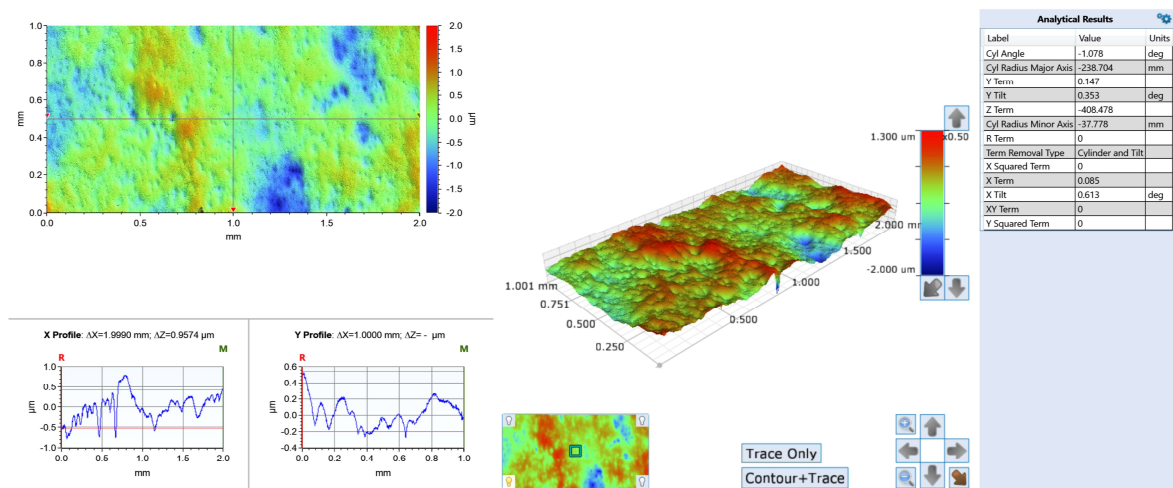 1.0
0.8
0.6
0.4
0.2
0.0
mm
0.0 0.5 1.0 1.5 2.0
mm
2.0
1.5
1.0
0.5
0.0
-0.5
-1.0
-1.5
-2.0
µm
X Profile: ΔX=1.9990 mm; ΔZ=0.9574 µm
R M
1.0
0.5
0.0
-0.5
-1.0
µm
0.0 0.5 1.0 1.5 2.0
mm
Y Profile: ΔX=1.0000 mm; ΔZ= - µm
R M
0.6
0.4
0.2
0.0
-0.2
-0.4
µm
0.0 0.2 0.4 0.6 0.8 1.0
mm
1.300 um x0.50
-2.000 um
2.000 mm
1.500
1.000
0.500
1.001 mm
0.751
0.500
0.250
Trace Only
Contour+Trace
Analytical Results
Label Value Units
Cyl Angle -1.078 deg
Cyl Radius Major Axis -238.704 mm
Y Term 0.147
Y Tilt 0.353 deg
Z Term -408.478
Cyl Radius Minor Axis -37.778 mm
R Term 0
Term Removal Type Cylinder and Tilt
X Squared Term 0
X Term 0.085
X Tilt 0.613 deg
XY Term 0
Y Squared Term 0